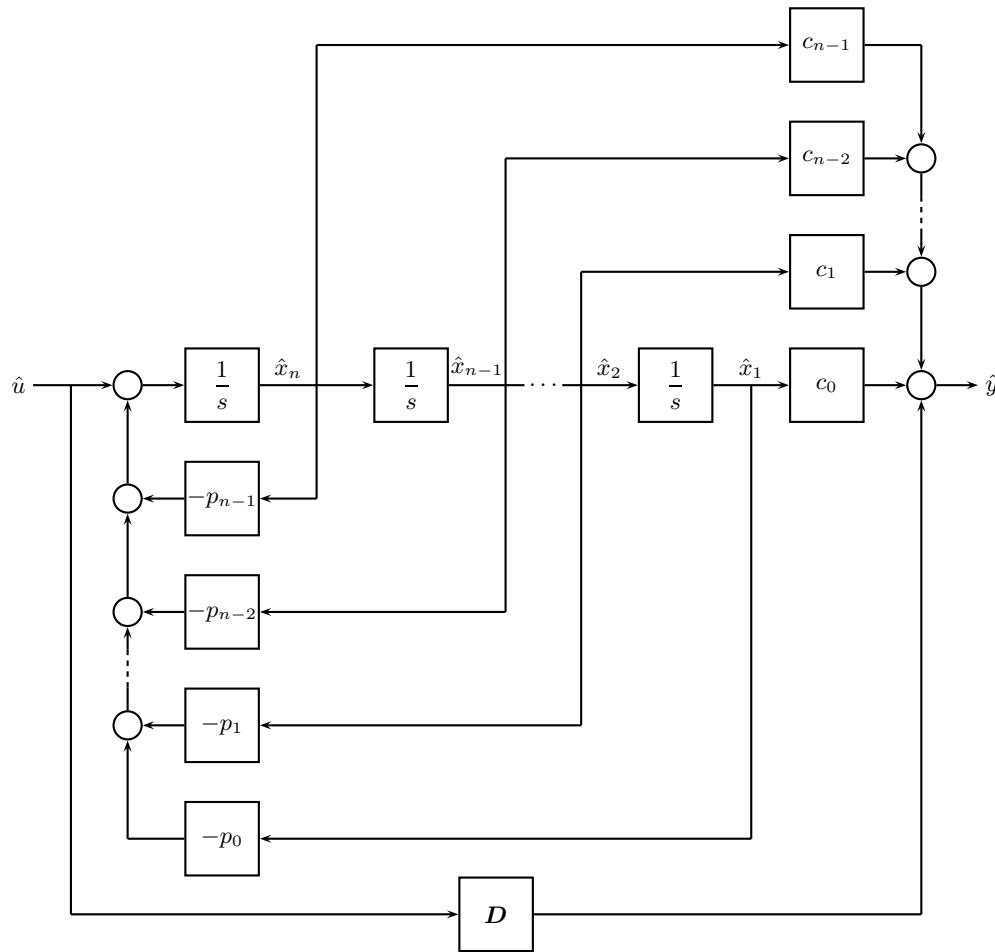 c_{n-1}
c_{n-2}
c_1
û 1/s x̂_n 1/s x̂_{n-1} ⋯ x̂_2 1/s x̂_1 c_0 ŷ
-p_{n-1}
-p_{n-2}
-p_1
-p_0
D